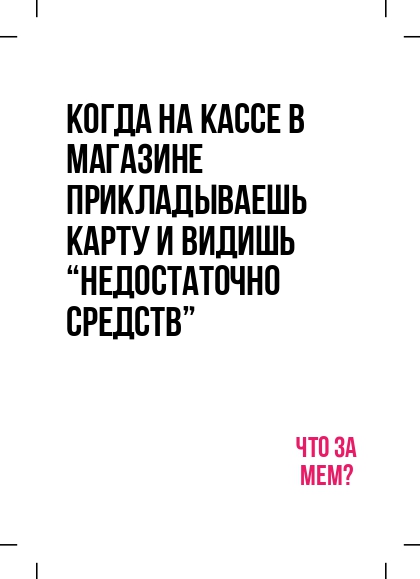 КОГДА НА КАССЕ В
МАГАЗИНЕ
ПРИКЛАДЫВАЕШЬ
КАРТУ И ВИДИШЬ
“НЕДОСТАТОЧНО
СРЕДСТВ”
ЧТО ЗА
МЕМ?